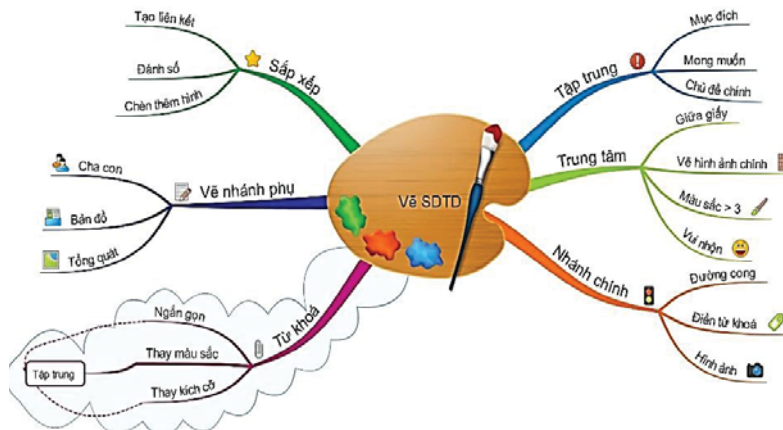 Vẽ SDTD
Tập trung
Mục đích
Mong muốn
Chủ đề chính
Trung tâm
Giữa giấy
Vẽ hình ảnh chính
Màu sắc > 3
Vui nhộn
Nhánh chính
Đường cong
Điền từ khoá
Hình ảnh
Từ khoá
Ngắn gọn
Thay màu sắc
Thay kích cỡ
Tập trung
Vẽ nhánh phụ
Cha con
Bản đồ
Tổng quát
Sắp xếp
Tạo liên kết
Đánh số
Chèn thêm hình